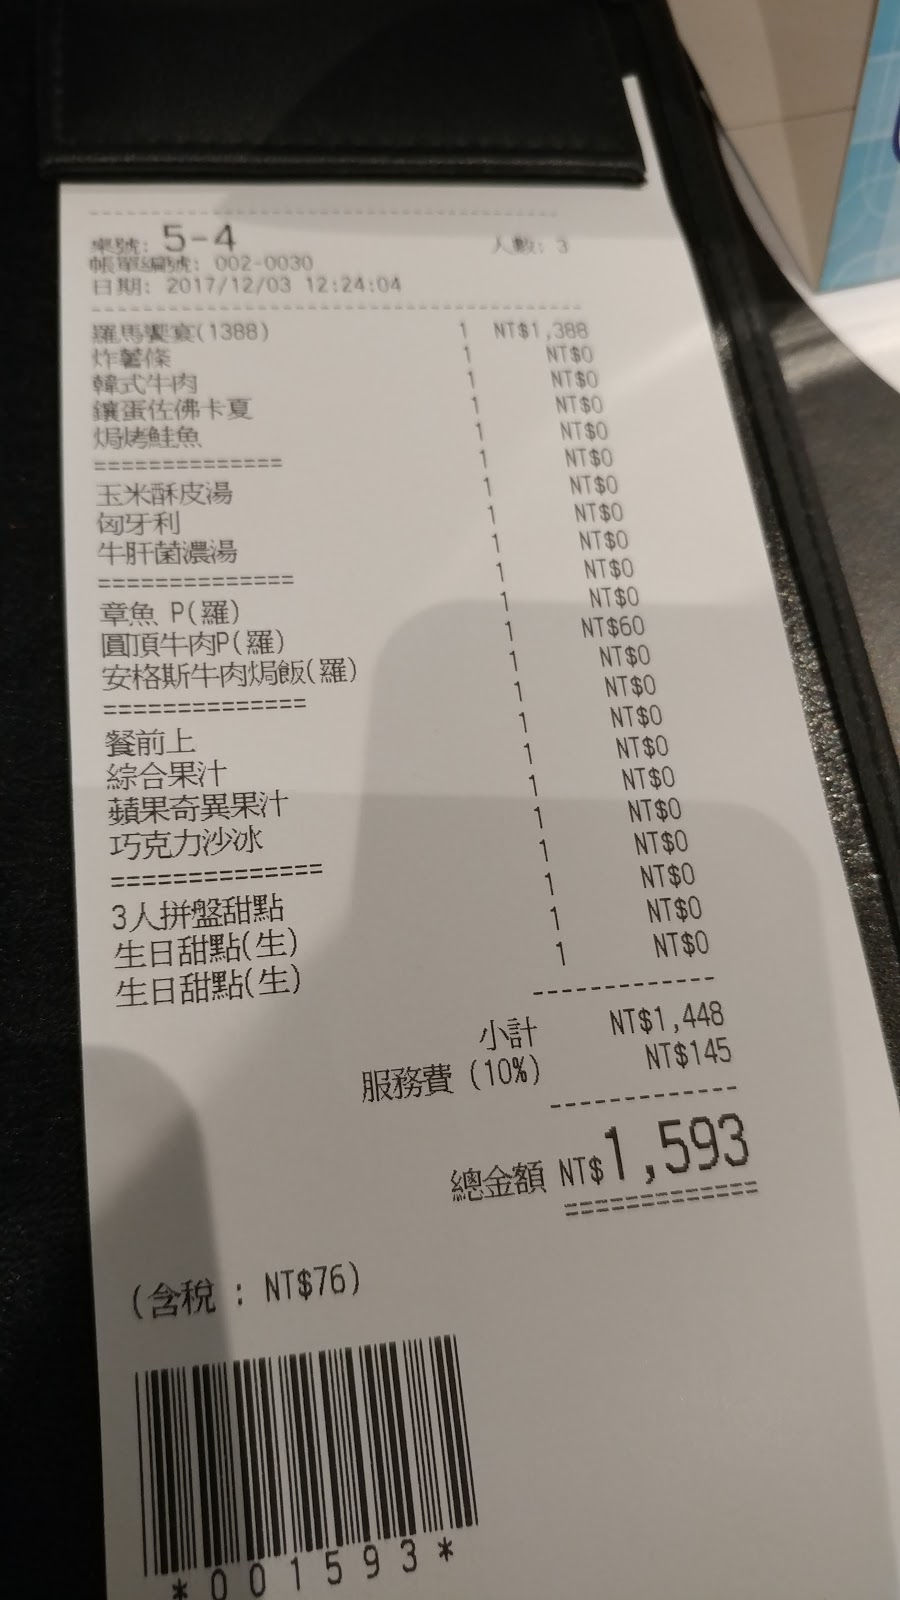 桌號: 5-4 人數: 3
帳單編號: 002-0030
日期: 2017/12/03 12:24:04
羅馬饗宴(1388) 1 NT$1,388
炸薯條 1 NT$0
韓式牛肉 1 NT$0
鑲蛋佐佛卡夏 1 NT$0
焗烤鮭魚 1 NT$0
============== 1 NT$0
玉米酥皮湯 1 NT$0
匈牙利 1 NT$0
牛肝菌濃湯 1 NT$0
============== 1 NT$0
章魚 P(羅) 1 NT$0
圓頂牛肉P(羅) 1 NT$60
安格斯牛肉焗飯(羅) 1 NT$0
============== 1 NT$0
餐前上 1 NT$0
綜合果汁 1 NT$0
蘋果奇異果汁 1 NT$0
巧克力沙冰 1 NT$0
============== 1 NT$0
3人拼盤甜點 1 NT$0
生日甜點(生) 1 NT$0
生日甜點(生) 1 NT$0
小計 NT$1,448
服務費 (10%) NT$145
總金額 NT$1,593
(含稅 : NT$76)
*001593*